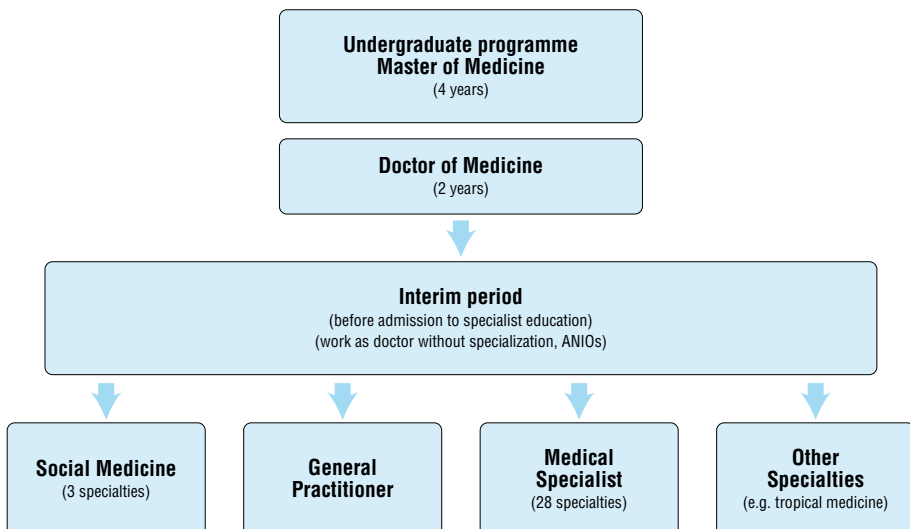 Undergraduate programme
Master of Medicine
(4 years)
Doctor of Medicine
(2 years)
Interim period
(before admission to specialist education)
(work as doctor without specialization, ANIOs)
Social Medicine
(3 specialties)
General
Practitioner
Medical
Specialist
(28 specialties)
Other
Specialties
(e.g. tropical medicine)